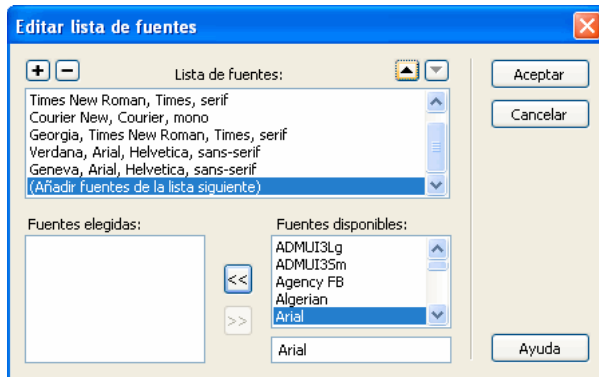 Editar lista de fuentes
Lista de fuentes:
Aceptar
Times New Roman, Times, serif
Courier New, Courier, mono
Georgia, Times New Roman, Times, serif
Verdana, Arial, Helvetica, sans-serif
Geneva, Arial, Helvetica, sans-serif
(Añadir fuentes de la lista siguiente)
Cancelar
Fuentes elegidas:
Fuentes disponibles:
ADMUI3Lg
ADMUI3Sm
Agency FB
Algerian
Arial
<<
>>
Arial
Ayuda